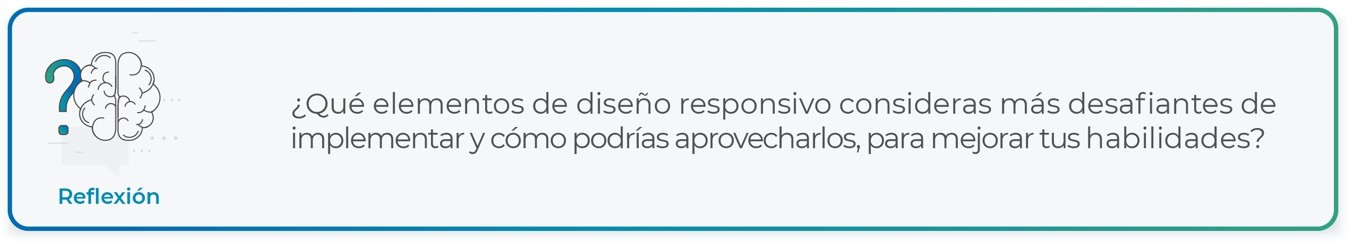 ¿Qué elementos de diseño responsivo consideras más desafiantes de
implementar y cómo podrías aprovecharlos, para mejorar tus habilidades?
Reflexión